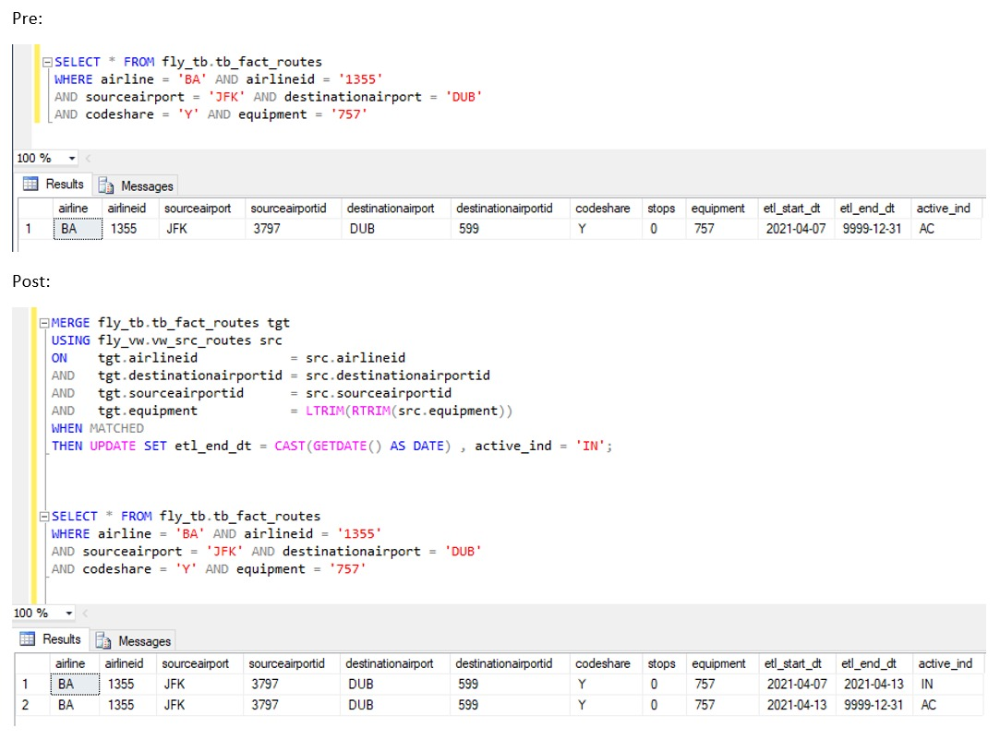 Pre:
SELECT * FROM fly_tb.tb_fact_routes
WHERE airline = 'BA' AND airlineid = '1355'
AND sourceairport = 'JFK' AND destinationairport = 'DUB'
AND codeshare = 'Y' AND equipment = '757'
100 %
Results Messages
airline airlineid sourceairport sourceairportid destinationairport destinationairportid codeshare stops equipment etl_start_dt etl_end_dt active_ind
1 BA 1355 JFK 3797 DUB 599 Y 0 757 2021-04-07 9999-12-31 AC
Post:
MERGE fly_tb.tb_fact_routes tgt
USING fly_vw.vw_src_routes src
ON tgt.airlineid = src.airlineid
AND tgt.destinationairportid = src.destinationairportid
AND tgt.sourceairportid = src.sourceairportid
AND tgt.equipment = LTRIM(RTRIM(src.equipment))
WHEN MATCHED
THEN UPDATE SET etl_end_dt = CAST(GETDATE() AS DATE) , active_ind = 'IN';
SELECT * FROM fly_tb.tb_fact_routes
WHERE airline = 'BA' AND airlineid = '1355'
AND sourceairport = 'JFK' AND destinationairport = 'DUB'
AND codeshare = 'Y' AND equipment = '757'
100 %
Results Messages
airline airlineid sourceairport sourceairportid destinationairport destinationairportid codeshare stops equipment etl_start_dt etl_end_dt active_ind
1 BA 1355 JFK 3797 DUB 599 Y 0 757 2021-04-07 2021-04-13 IN
2 BA 1355 JFK 3797 DUB 599 Y 0 757 2021-04-13 9999-12-31 AC